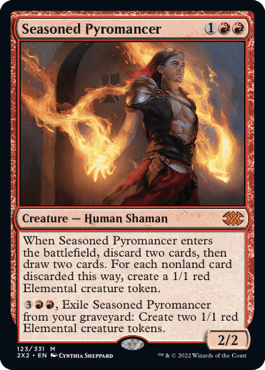 Seasoned Pyromancer 1
Creature — Human Shaman
When Seasoned Pyromancer enters
the battlefield, discard two cards, then
draw two cards. For each nonland card
discarded this way, create a 1/1 red
Elemental creature token.
3, Exile Seasoned Pyromancer
from your graveyard: Create two 1/1 red
Elemental creature tokens.
2/2
123/331 M
2X2 • EN CYNTHIA SHEPPARD
™ & © 2022 Wizards of the Coast